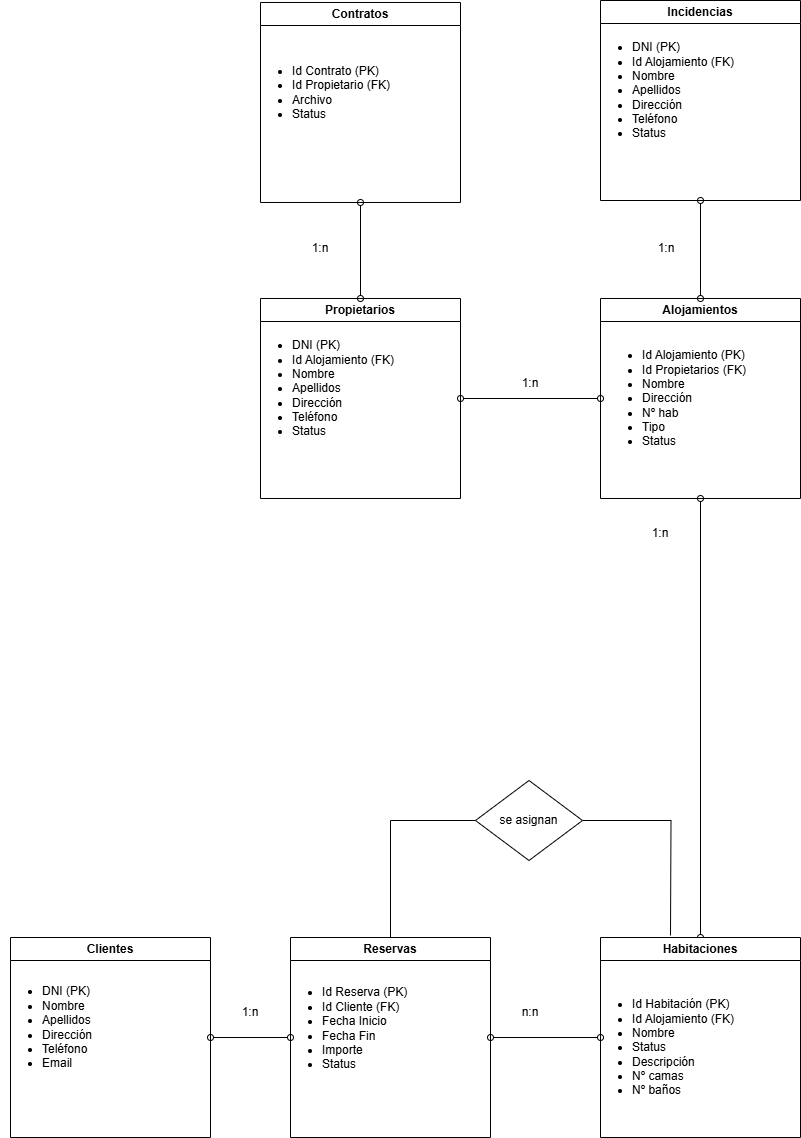 Contratos
Id Contrato (PK)
Id Propietario (FK)
Archivo
Status
Incidencias
DNI (PK)
Id Alojamiento (FK)
Nombre
Apellidos
Dirección
Teléfono
Status
1:n
1:n
Propietarios
DNI (PK)
Id Alojamiento (FK)
Nombre
Apellidos
Dirección
Teléfono
Status
1:n
Alojamientos
Id Alojamiento (PK)
Id Propietarios (FK)
Nombre
Dirección
Nº hab
Tipo
Status
1:n
se asignan
Clientes
DNI (PK)
Nombre
Apellidos
Dirección
Teléfono
Email
1:n
Reservas
Id Reserva (PK)
Id Cliente (FK)
Fecha Inicio
Fecha Fin
Importe
Status
n:n
Habitaciones
Id Habitación (PK)
Id Alojamiento (FK)
Nombre
Status
Descripción
Nº camas
Nº baños